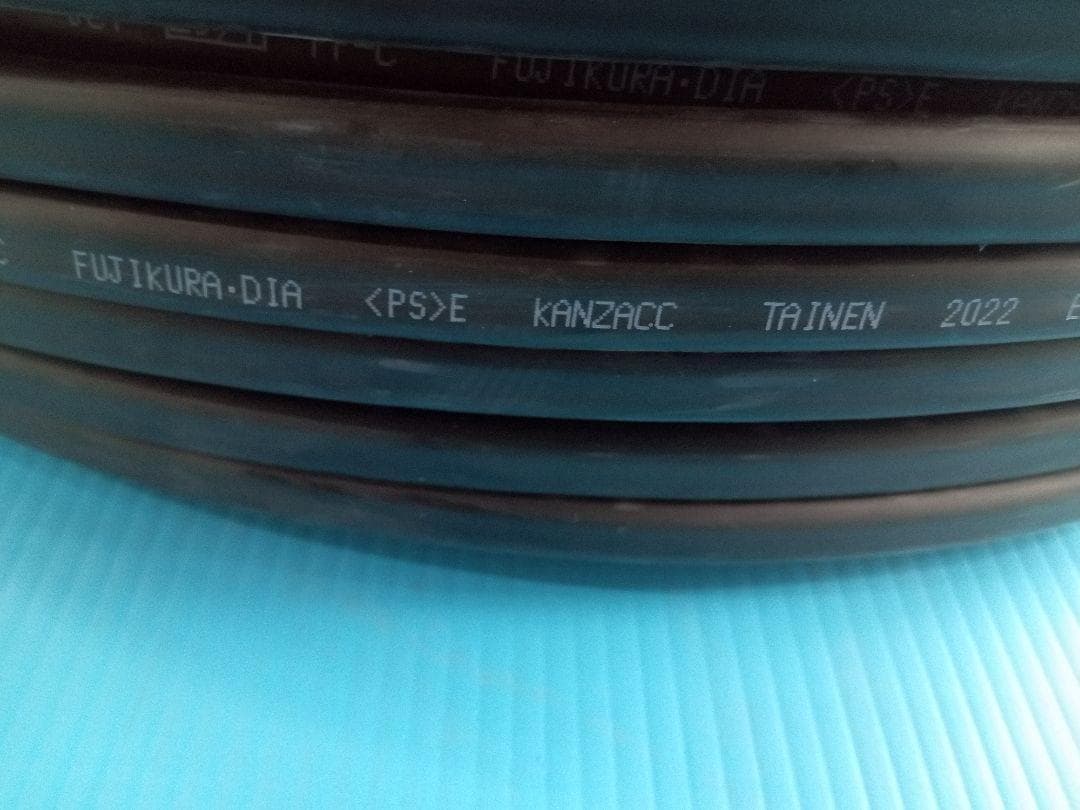 FUJIKURA·DIA <PS>E
FUJIKURA·DIA <PS>E KANZACC TAINEN 2022